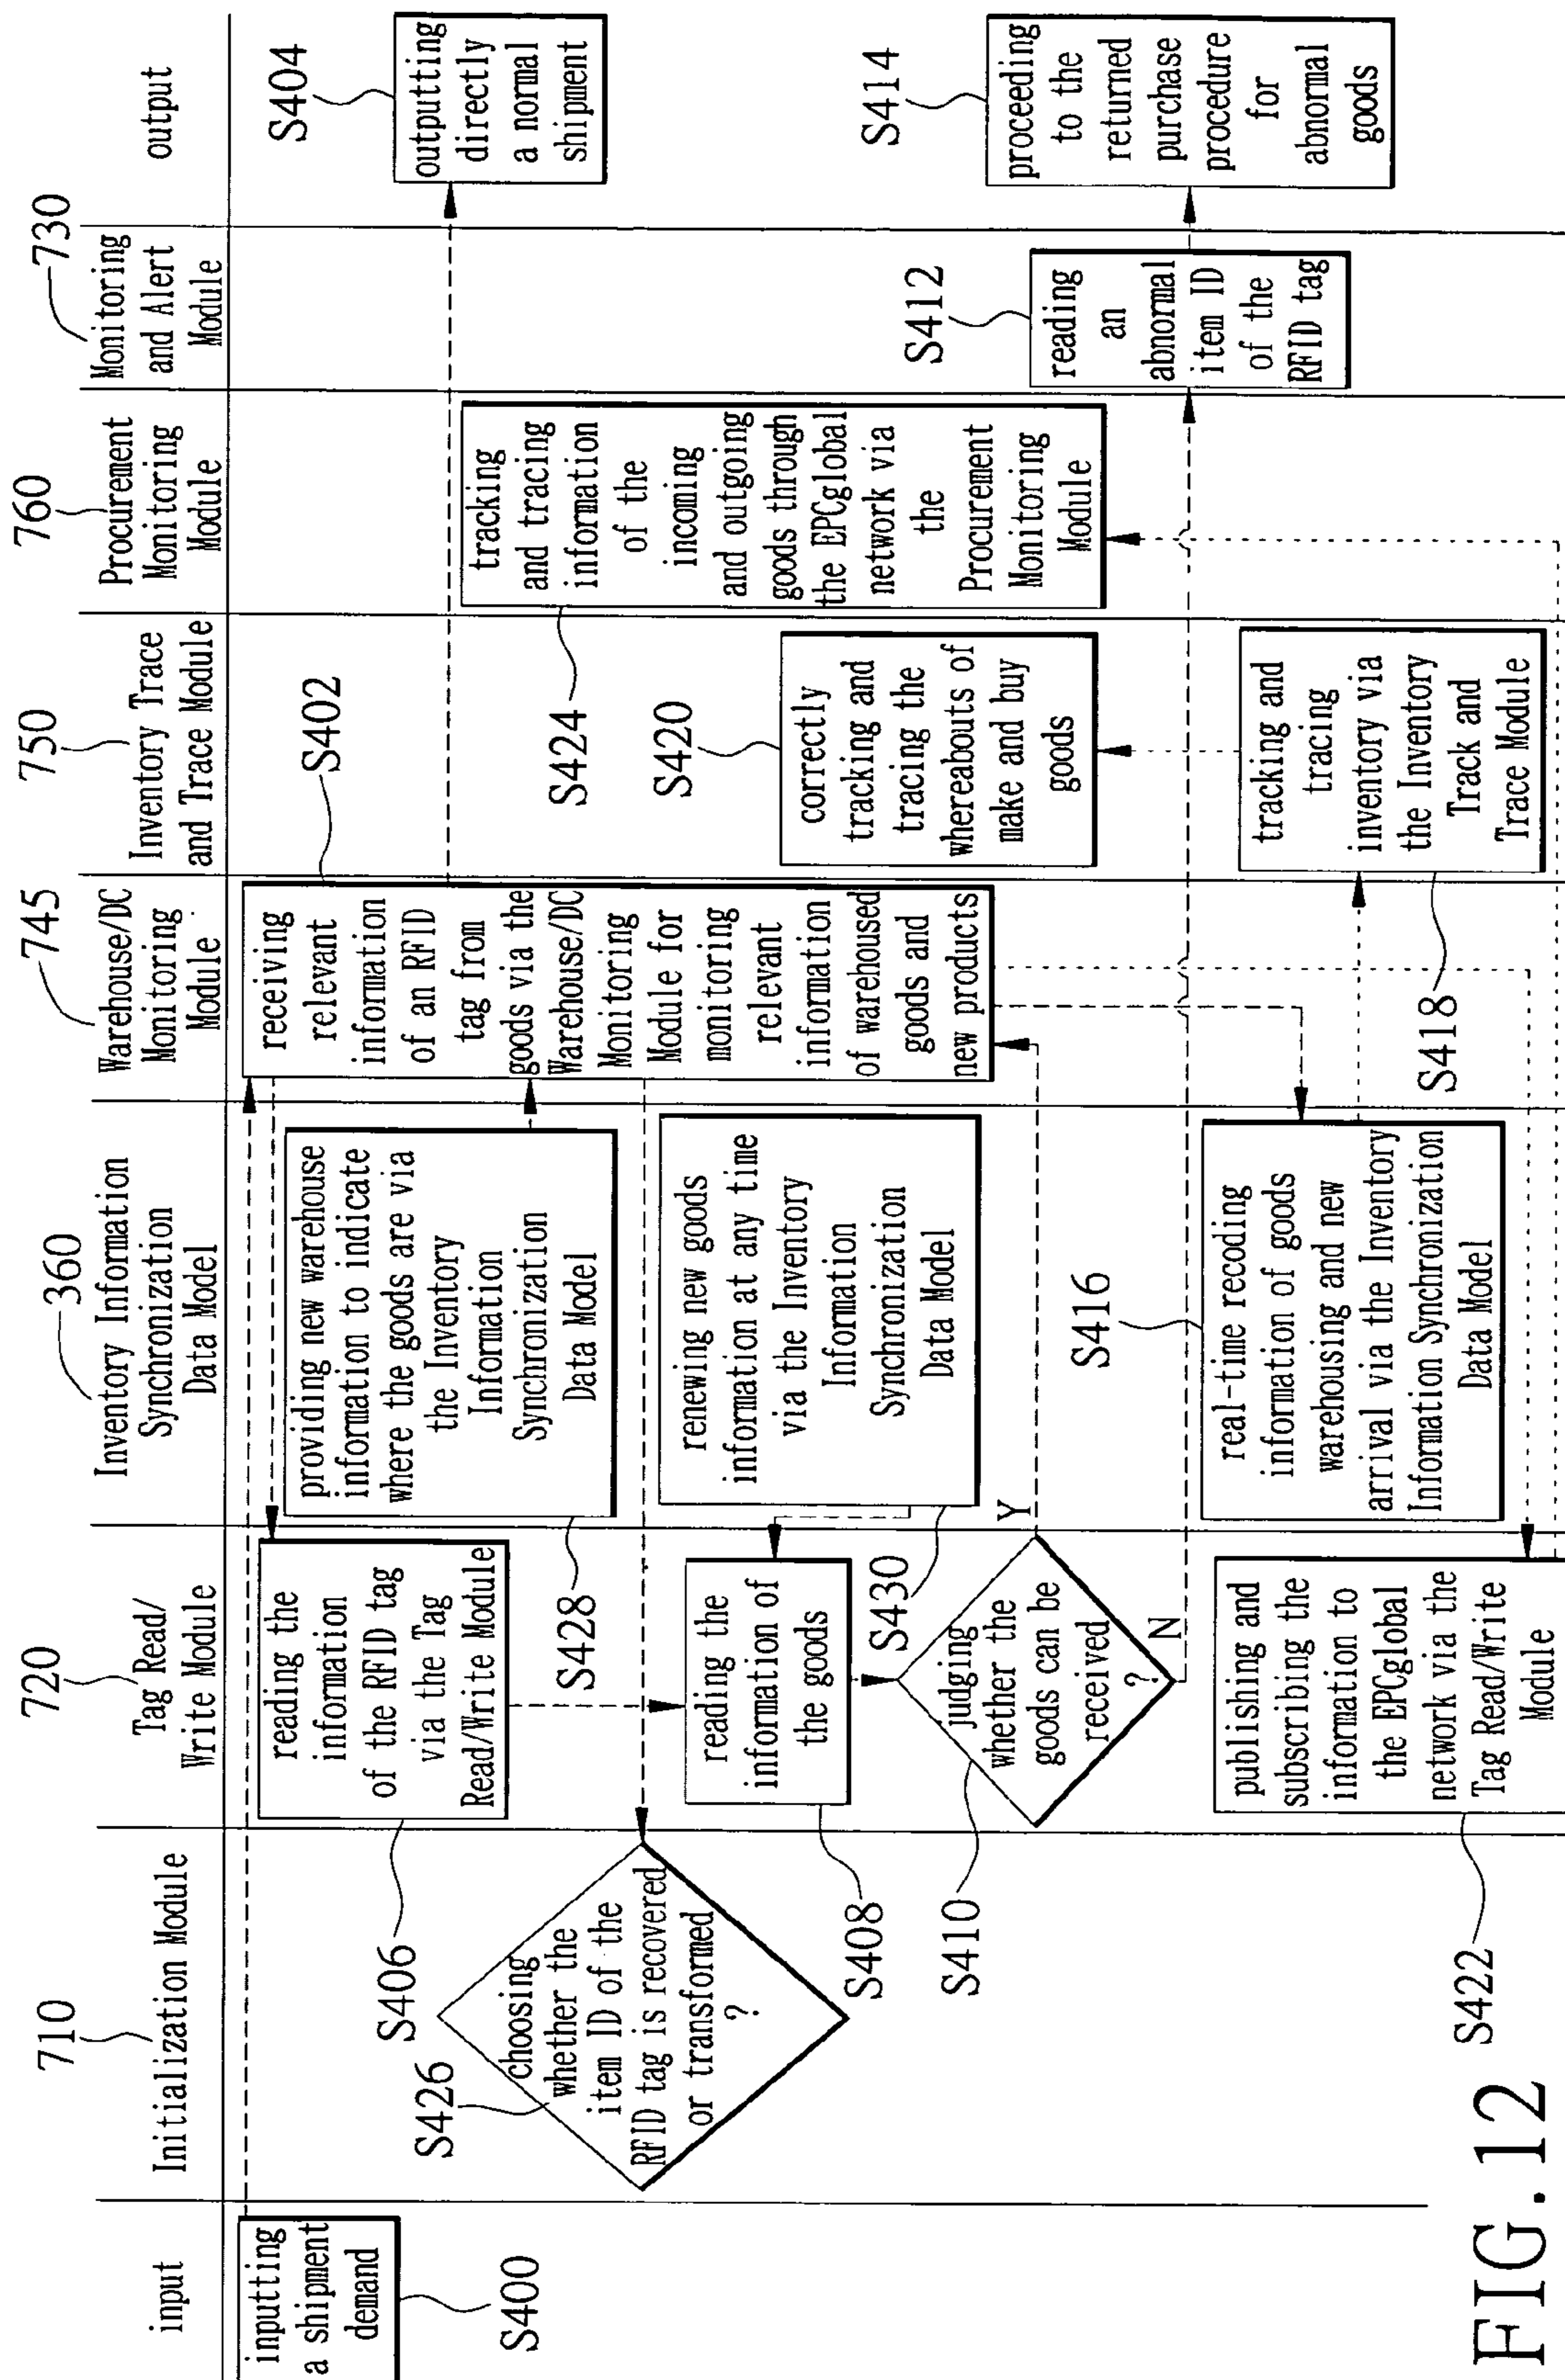 input
710
Initialization Module
720
Tag Read/
Write Module
360
Inventory Information
Synchronization
Data Model
745
Warehouse/DC
Monitoring
Module
750
Inventory Trace
and Trace Module
760
Procurement
Monitoring
Module
730
Monitoring
and Alert
Module
output
inputting
a shipment
demand
S400
choosing
whether the
item ID of the
RFID tag is recovered
or transformed
?
S426
reading the
information
of the RFID tag
via the Tag
Read/Write Module
S406
reading the
information of
the goods
S408
judging
whether the
goods can be
received
?
S410
Y
N
publishing and
subscribing the
information to
the EPCglobal
network via the
Tag Read/Write
Module
S422
providing new warehouse
information to indicate
where the goods are via
the Inventory
Information
Synchronization
Data Model
S428
renewing new goods
information at any time
via the Inventory
Information
Synchronization
Data Model
S430
real-time recoding
information of goods
warehousing and new
arrival via the Inventory
Information Synchronization
Data Model
S416
receiving
relevant
information
of an RFID
tag from
goods via the
Warehouse/DC
Monitoring
Module for
monitoring
relevant
information
of warehoused
goods and
new products
S402
correctly
tracking and
tracing the
whereabouts of
make and buy
goods
S420
tracking and
tracing
inventory via
the Inventory
Track and
Trace Module
S418
tracking
and tracing
information
of the
incoming
and outgoing
goods through
the EPCglobal
network via
the
Procurement
Monitoring
Module
S424
reading
an
abnormal
item ID
of the
RFID tag
S412
outputing
directly
a normal
shipment
S404
proceeding
to the
returned
purchase
procedure
for
abnormal
goods
S414
FIG.12